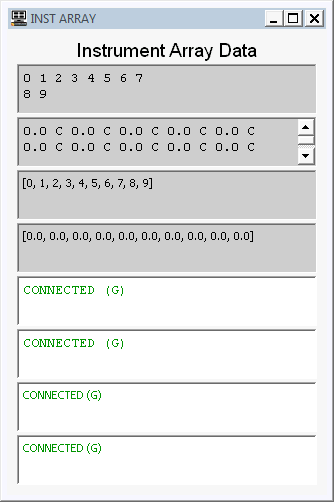 INST ARRAY
Instrument Array Data
0 1 2 3 4 5 6 7
8 9
0.0 C 0.0 C 0.0 C 0.0 C 0.0 C
0.0 C 0.0 C 0.0 C 0.0 C 0.0 C
[0, 1, 2, 3, 4, 5, 6, 7, 8, 9]
[0.0, 0.0, 0.0, 0.0, 0.0, 0.0, 0.0, 0.0, 0.0, 0.0]
CONNECTED (G)
CONNECTED (G)
CONNECTED (G)
CONNECTED (G)